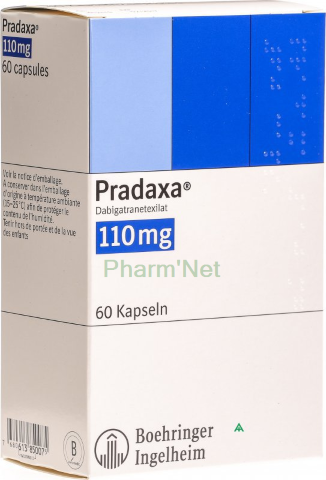 Pradaxa®
110 mg
60 capsules
Voir la notice d'emballage.
A conserver dans l'emballage
d'origine à température ambiante
(15-25°C) afin de protéger le
contenu de l'humidité.
Tenir hors de portée et de la vue
des enfants
B
Pradaxa®
Dabigatranetexilat
110 mg
Pharm'Net
60 Kapseln
Boehringer
Ingelheim